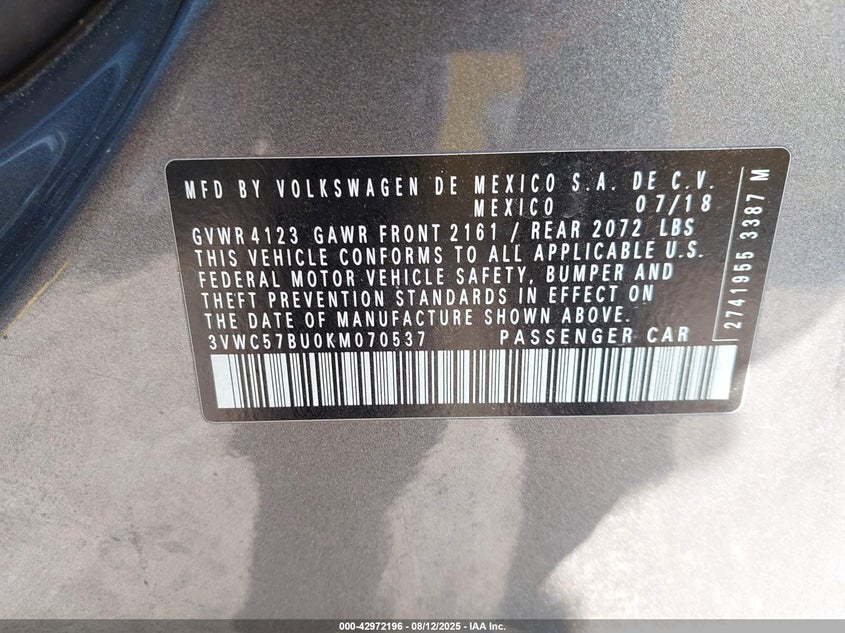 MFD BY VOLKSWAGEN DE MEXICO S.A. DE C.V.
MEXICO 07/18
GVWR 4123 GAWR FRONT 2161 / REAR 2072 LBS
THIS VEHICLE CONFORMS TO ALL APPLICABLE U.S.
FEDERAL MOTOR VEHICLE SAFETY, BUMPER AND
THEFT PREVENTION STANDARDS IN EFFECT ON
THE DATE OF MANUFACTURE SHOWN ABOVE.
3VWC57BU0KM070537 PASSENGER CAR
2741955 3387 M
000-42972196 - 08/12/2025 - IAA Inc.